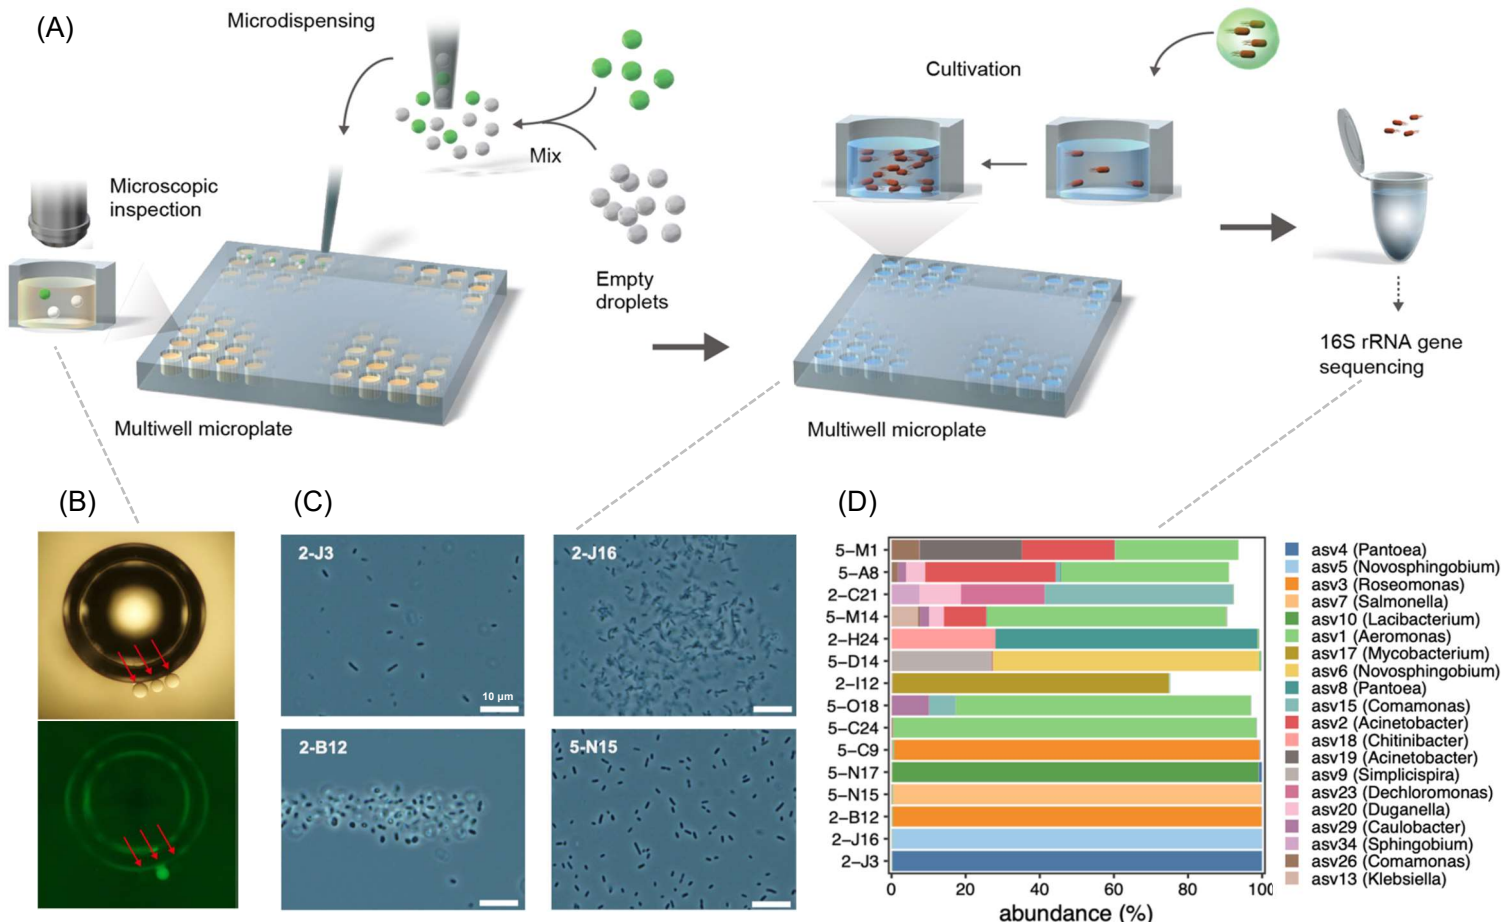 (A)
Microdispensing
Mix
Microscopic
inspection
Empty
droplets
Multiwell microplate
Cultivation
Multiwell microplate
16S rRNA gene
sequencing
(B)
(C)
2-J3
10 µm
2-J16
2-B12
5-N15
(D)
5-M1
5-A8
2-C21
5-M14
2-H24
5-D14
2-I12
5-O18
5-C24
5-C9
5-N17
5-N15
2-B12
2-J16
2-J3
0 20 40 60 80 100
abundance (%)
asv4 (Pantoea)
asv5 (Novosphingobium)
asv3 (Roseomonas)
asv7 (Salmonella)
asv10 (Lacibacterium)
asv1 (Aeromonas)
asv17 (Mycobacterium)
asv6 (Novosphingobium)
asv8 (Pantoea)
asv15 (Comamonas)
asv2 (Acinetobacter)
asv18 (Chitinibacter)
asv19 (Acinetobacter)
asv9 (Simplicispira)
asv23 (Dechloromonas)
asv20 (Duganella)
asv29 (Caulobacter)
asv34 (Sphingobium)
asv26 (Comamonas)
asv13 (Klebsiella)